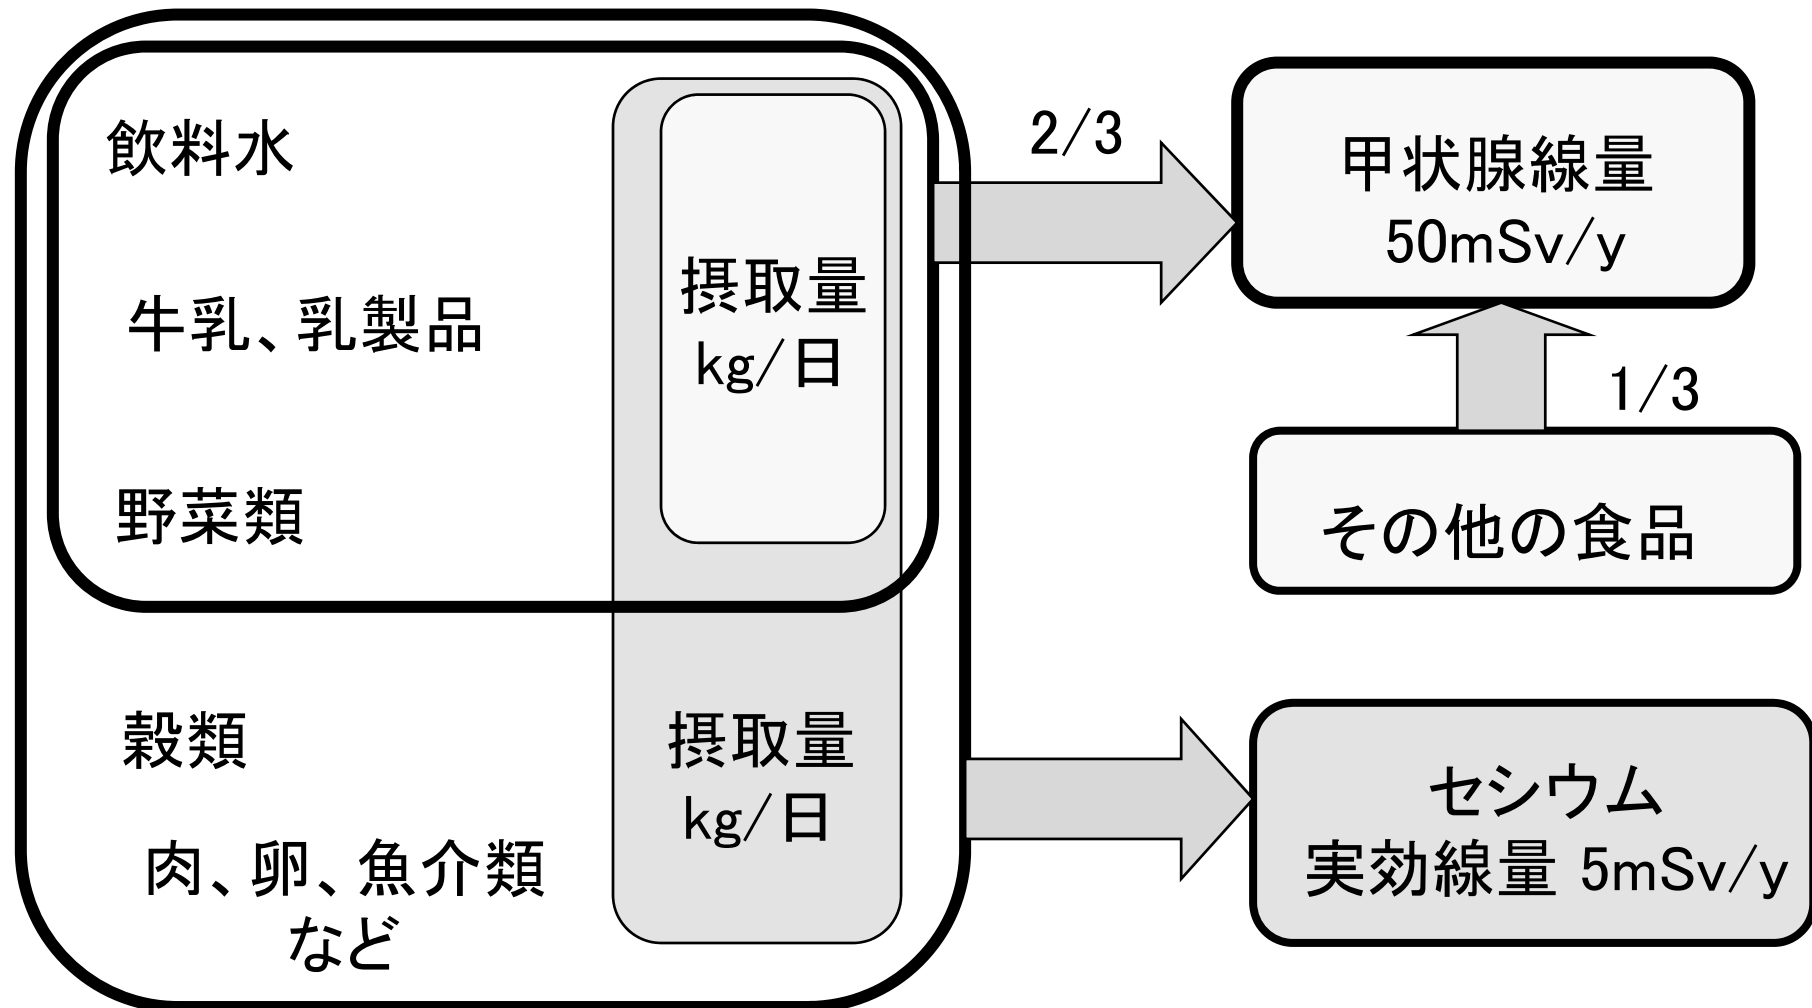 飲料水
牛乳、乳製品
野菜類
摂取量
kg/日
穀類
肉、卵、魚介類
など
摂取量
kg/日
2/3
甲状腺線量
50mSv/y
1/3
その他の食品
セシウム
実効線量 5mSv/y